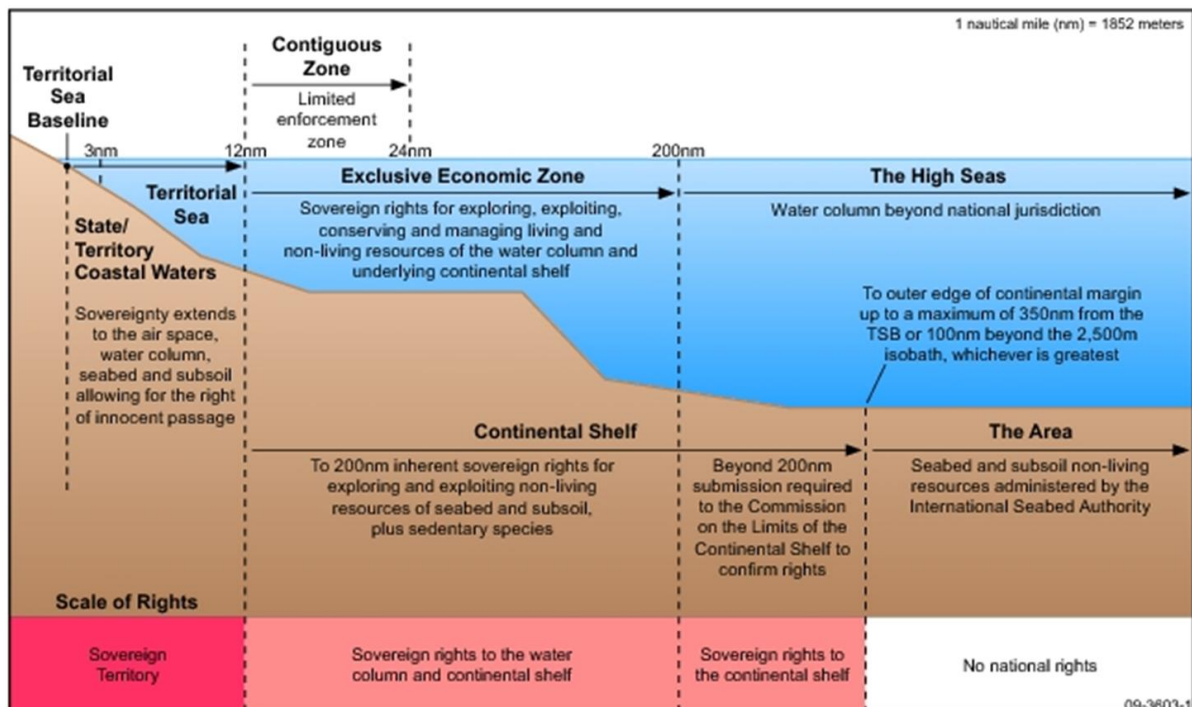 1 nautical mile (nm) = 1852 meters
Contiguous
Zone
Limited
enforcement
zone
Territorial
Sea
Baseline
3nm
12nm
24nm
200nm
Territorial
Sea
Exclusive Economic Zone
Sovereign rights for exploring, exploiting,
conserving and managing living and
non-living resources of the water column and
underlying continental shelf
The High Seas
Water column beyond national jurisdiction
State/
Territory
Coastal Waters
Sovereignty extends
to the air space,
water column,
seabed and subsoil
allowing for the right
of innocent passage
To outer edge of continental margin
up to a maximum of 350nm from the
TSB or 100nm beyond the 2,500m
isobath, whichever is greatest
Continental Shelf
To 200nm inherent sovereign rights for
exploring and exploiting non-living
resources of seabed and subsoil,
plus sedentary species
Beyond 200nm
submission required
to the Commission
on the Limits of the
Continental Shelf to
confirm rights
The Area
Seabed and subsoil non-living
resources administered by the
International Seabed Authority
Scale of Rights
Sovereign
Territory
Sovereign rights to the water
column and continental shelf
Sovereign rights to
the continental shelf
No national rights
09-3603-1